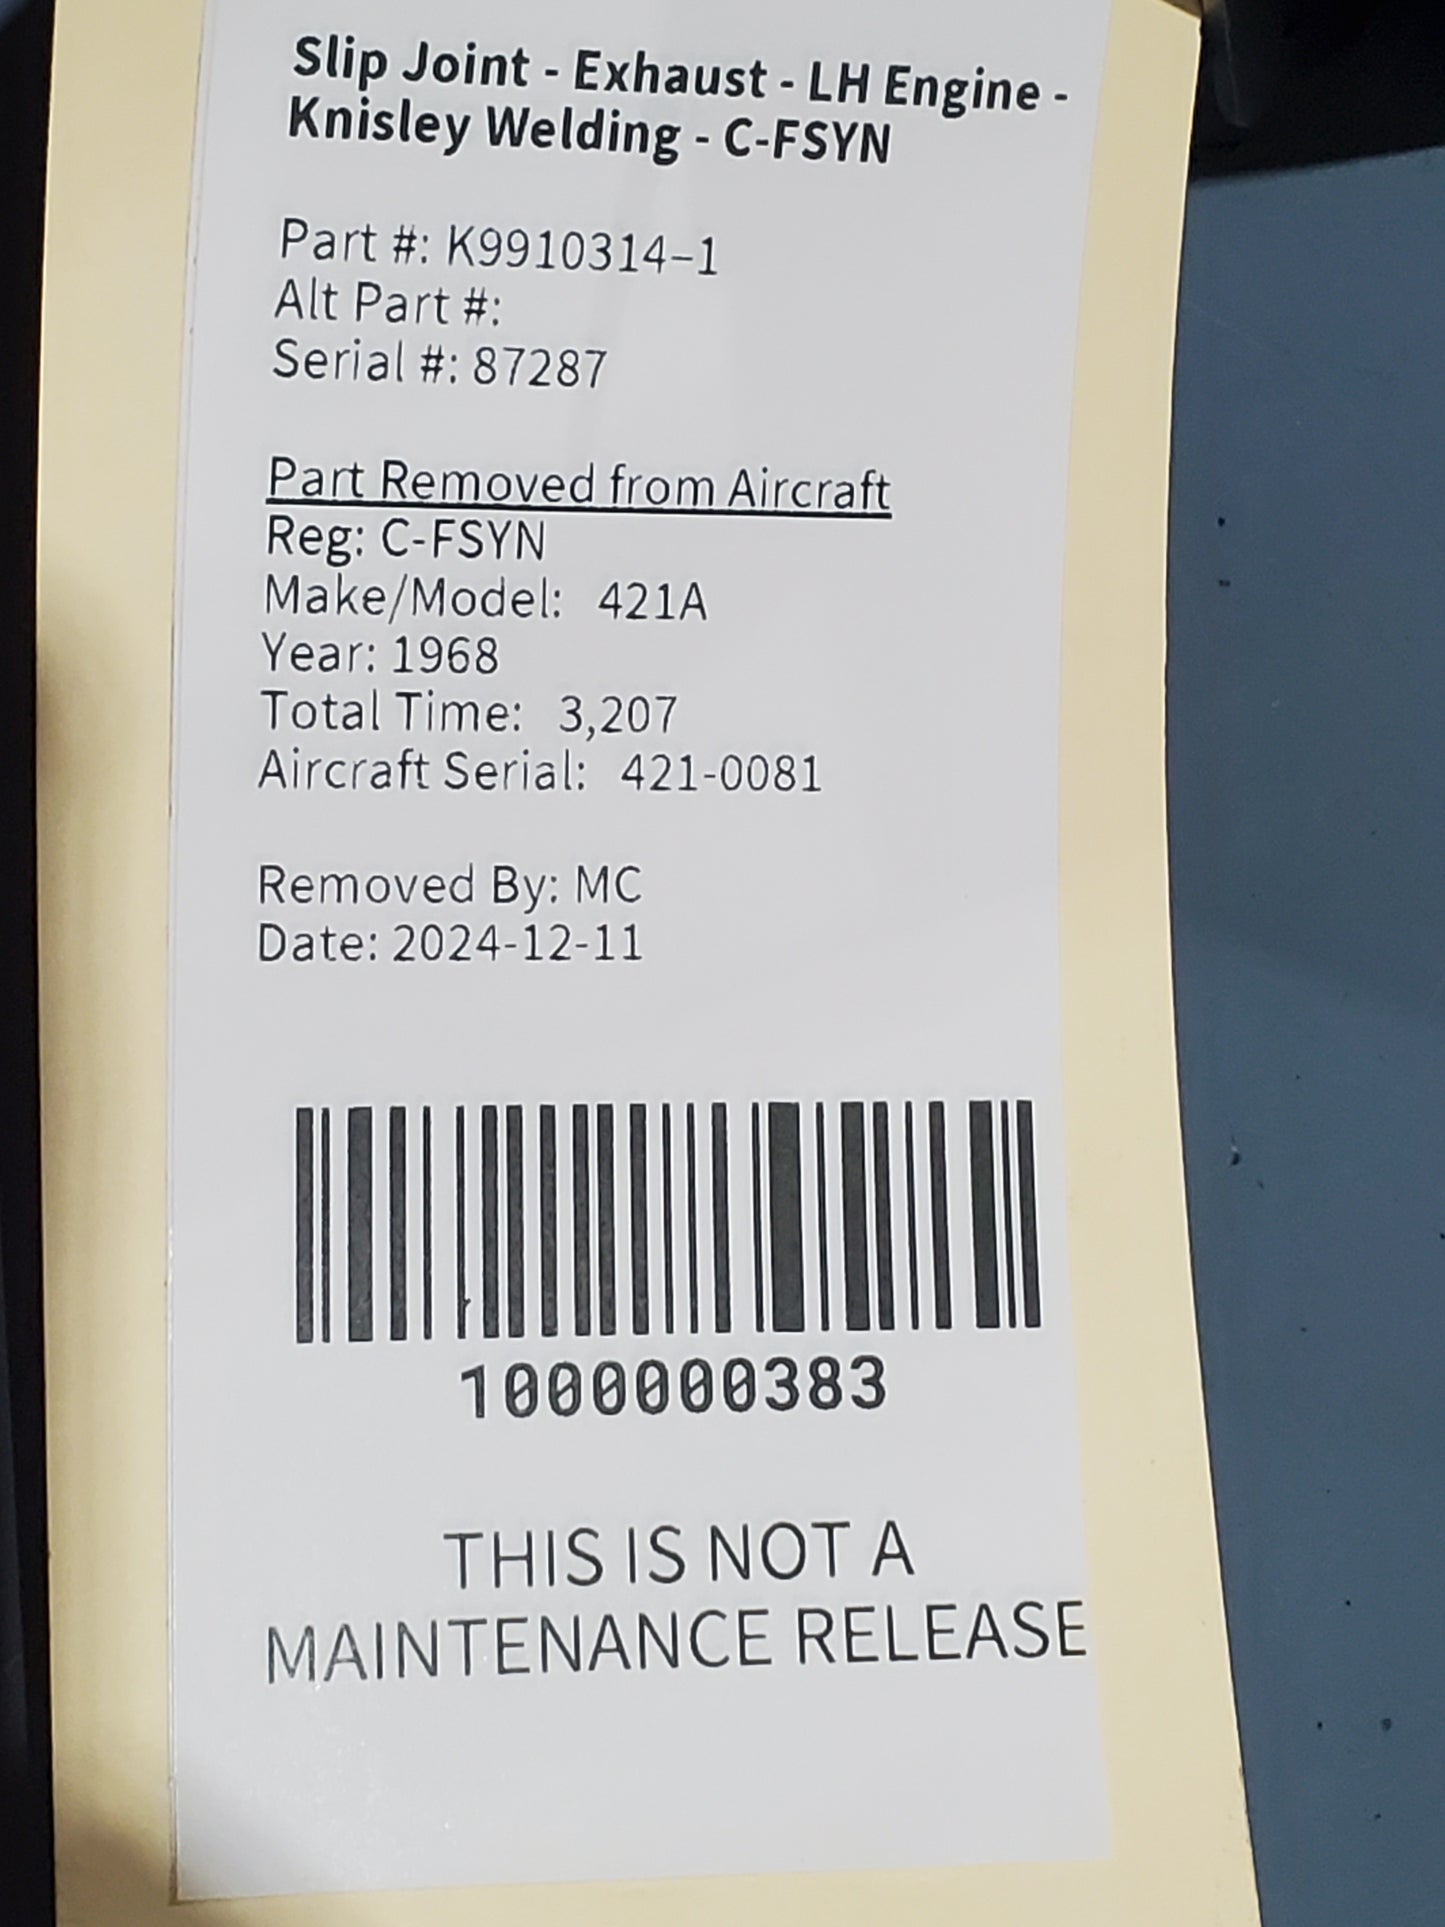 Slip Joint - Exhaust - LH Engine -
Knisley Welding - C-FSYN
Part #: K9910314-1
Alt Part #:
Serial #: 87287
Part Removed from Aircraft
Reg: C-FSYN
Make/Model: 421A
Year: 1968
Total Time: 3,207
Aircraft Serial: 421-0081
Removed By: MC
Date: 2024-12-11
1000000383
THIS IS NOT A
MAINTENANCE RELEASE